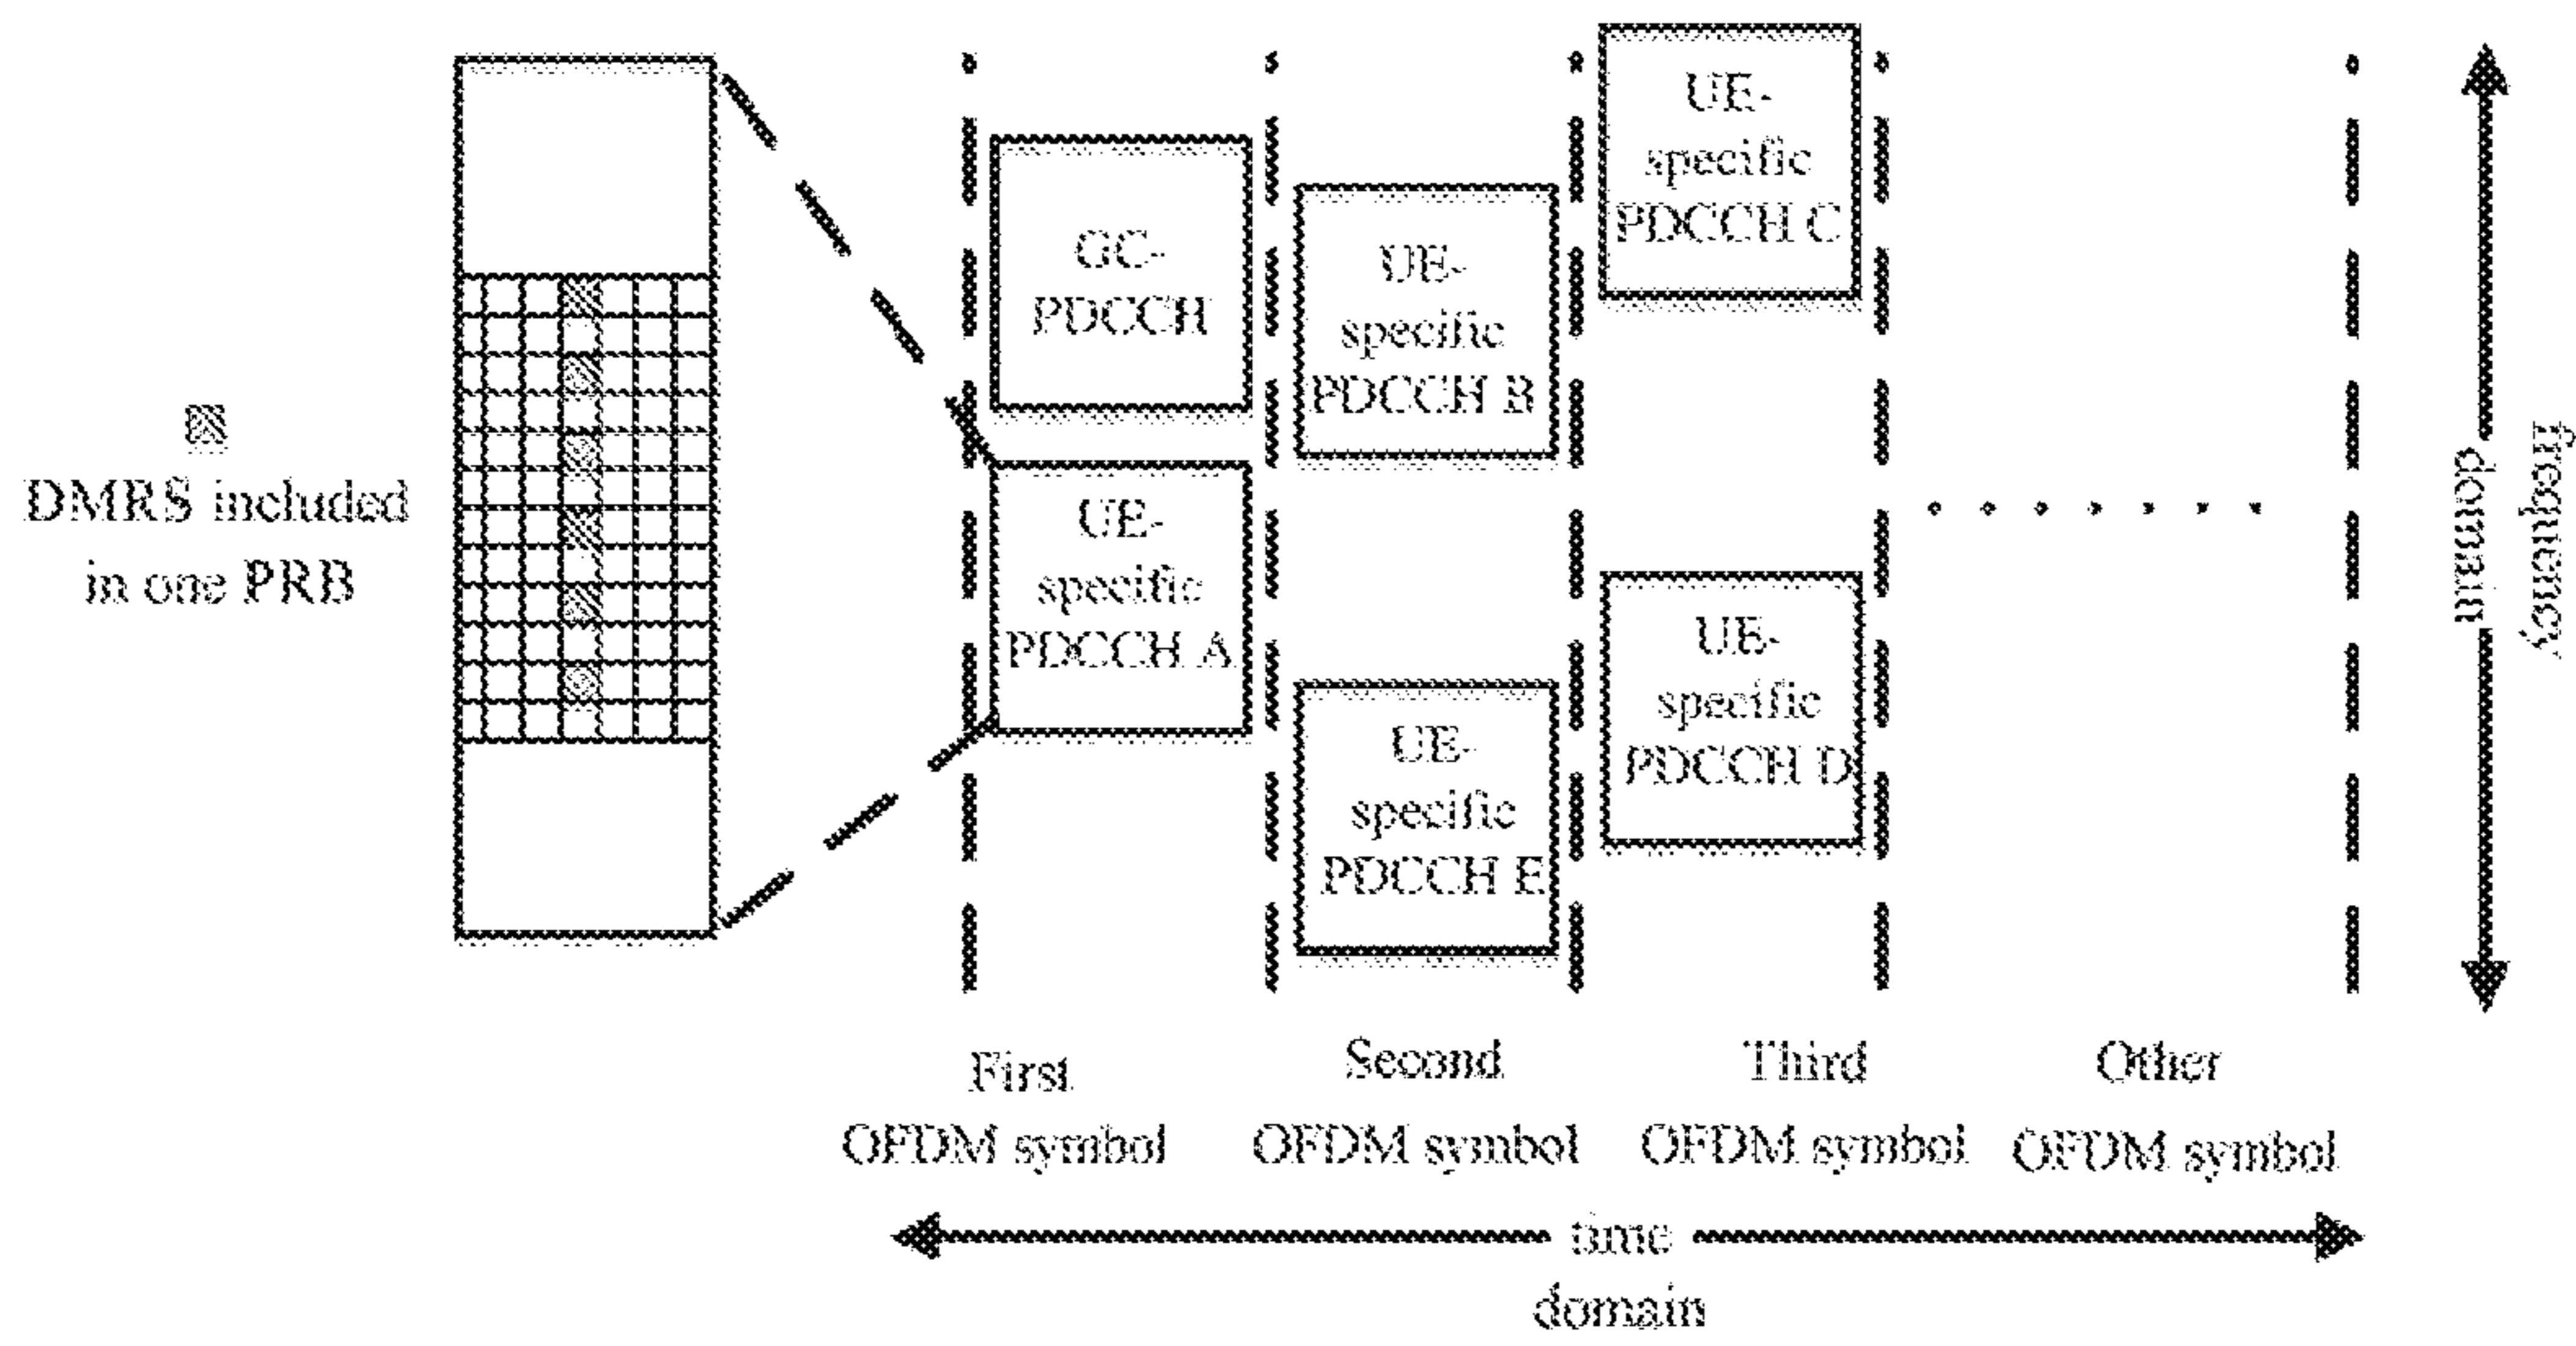 DMRS included
in one PRB
GC-
PDCCH
UE-
specific
PDCCH A
UE-
specific
PDCCH B
UE-
specific
PDCCH E
UE-
specific
PDCCH C
UE-
specific
PDCCH D
frequency
domain
First
OFDM symbol
Second
OFDM symbol
Third
OFDM symbol
Other
OFDM symbol
time
domain